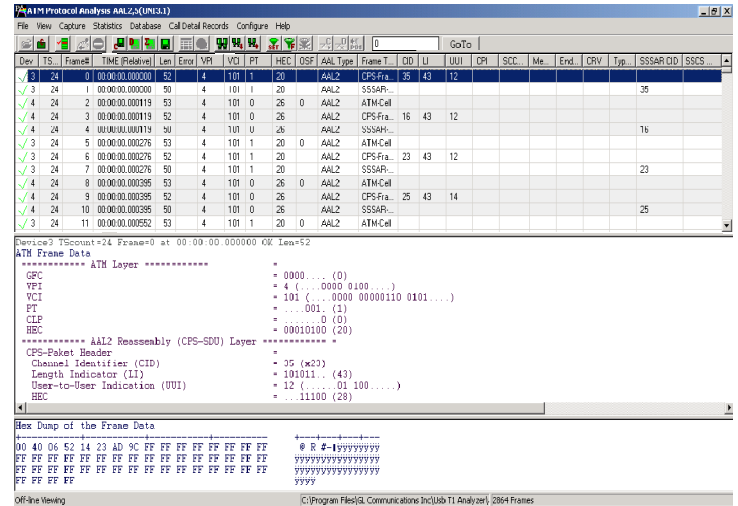 ATM Protocol Analysis AAL2,5(UNI3.1)
File View Capture Statistics Database Call Detail Records Configure Help
0 GoTo
Dev TS... Frame# TIME (Relative) Len Error VPI VCI PT HEC OSF AAL Type Frame T... CID LI UUI CPI SCC... Me... End... CRV Typ... SSSAR CID SSCS ...
3 24 0 00:00:00.000000 52 4 101 1 20 AAL2 CPS-Fra... 35 43 12
3 24 1 00:00:00.000000 50 4 101 1 20 AAL2 SSSAR-... 35
4 24 2 00:00:00.000119 53 4 101 0 26 0 AAL2 ATM-Cell
4 24 3 00:00:00.000119 52 4 101 0 26 AAL2 CPS-Fra... 16 43 12
4 24 4 00:00:00.000119 50 4 101 0 26 AAL2 SSSAR-... 16
3 24 5 00:00:00.000276 53 4 101 1 20 0 AAL2 ATM-Cell
3 24 6 00:00:00.000276 52 4 101 1 20 AAL2 CPS-Fra... 23 43 12
3 24 7 00:00:00.000276 50 4 101 1 20 AAL2 SSSAR-... 23
4 24 8 00:00:00.000395 53 4 101 0 26 0 AAL2 ATM-Cell
4 24 9 00:00:00.000395 52 4 101 0 26 AAL2 CPS-Fra... 25 43 14
4 24 10 00:00:00.000395 50 4 101 0 26 AAL2 SSSAR-... 25
3 24 11 00:00:00.000552 53 4 101 1 20 0 AAL2 ATM-Cell
Device3 TScount=24 Frame=0 at 00:00:00.000000 OK Len=52
ATM Frame Data
============ ATM Layer ============ =
GFC = 0000.... (0)
VPI = 4 (....0000 0100....)
VCI = 101 (....0000 00000110 0101....)
PT = ....001. (1)
CLP = .......0 (0)
HEC = 00010100 (20)
============ AAL2 Reassembly (CPS-SDU) Layer ============ =
CPS-Paket Header =
Channel Identifier (CID) = 35 (x23)
Length Indicator (LI) = 101011.. (43)
User-to-User Indication (UUI) = 12 (......01 100.....)
HEC = ...11100 (28)
Hex Dump of the Frame Data
00 40 06 52 14 23 AD 9C FF FF FF FF FF FF FF FF @ R #-ÿÿÿÿÿÿÿÿ
FF FF FF FF FF FF FF FF FF FF FF FF FF FF FF FF ÿÿÿÿÿÿÿÿÿÿÿÿÿÿÿÿ
FF FF FF FF FF FF FF FF FF FF FF FF FF FF FF FF ÿÿÿÿÿÿÿÿÿÿÿÿÿÿÿÿ
FF FF FF FF ÿÿÿÿ
Off-line Viewing C:\Program Files\GL Communications Inc\Usb T1 Analyzer\ 2864 Frames